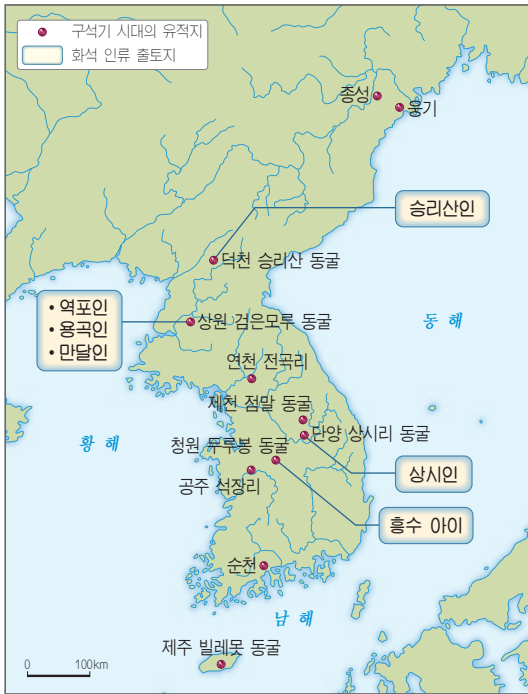 구석기 시대의 유적지
화석 인류 출토지
종성
웅기
승리산인
덕천 승리산 동굴
• 역포인
• 용곡인
• 만달인
상원 검은모루 동굴
동해
연천 전곡리
제천 점말 동굴
단양 상시리 동굴
황해
청원 두루봉 동굴
공주 석장리
상시인
흥수 아이
순천
남해
제주 빌레못 동굴
0 100km